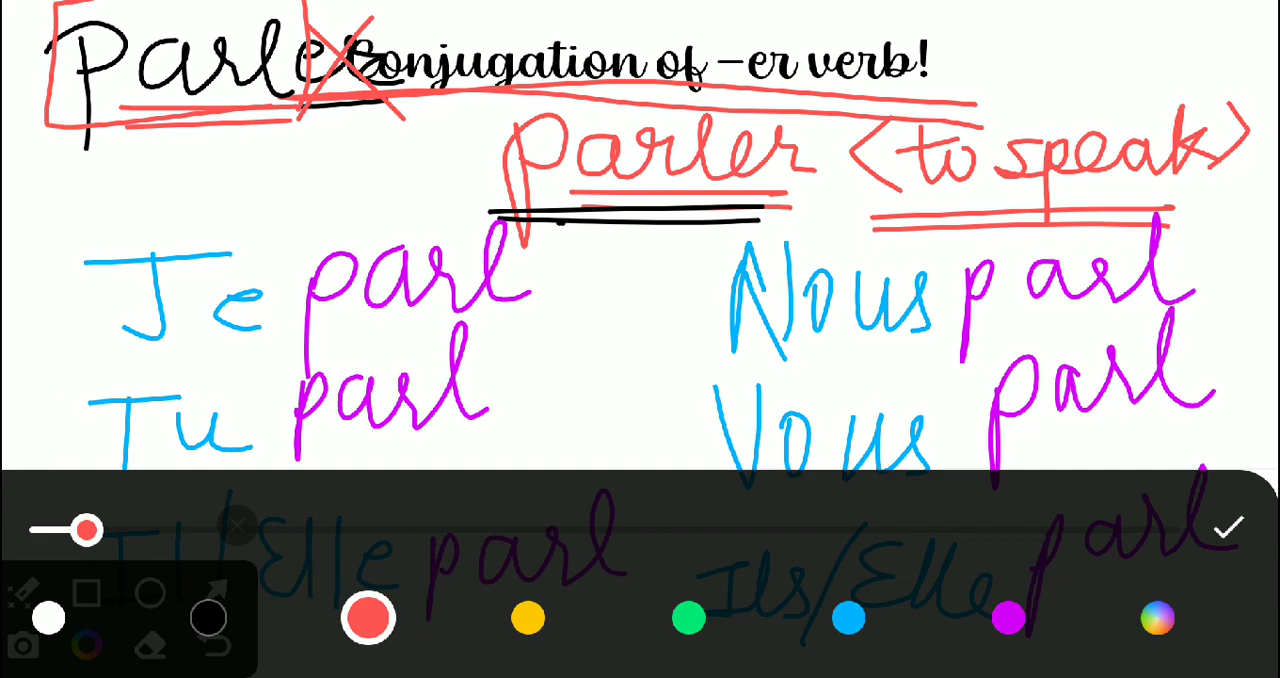 Parler Conjugation of -er verb!
parler <to speak>
Je parl Nous parl
Tu parl Vous parl
Il/Elle parl Ils/Elle parl